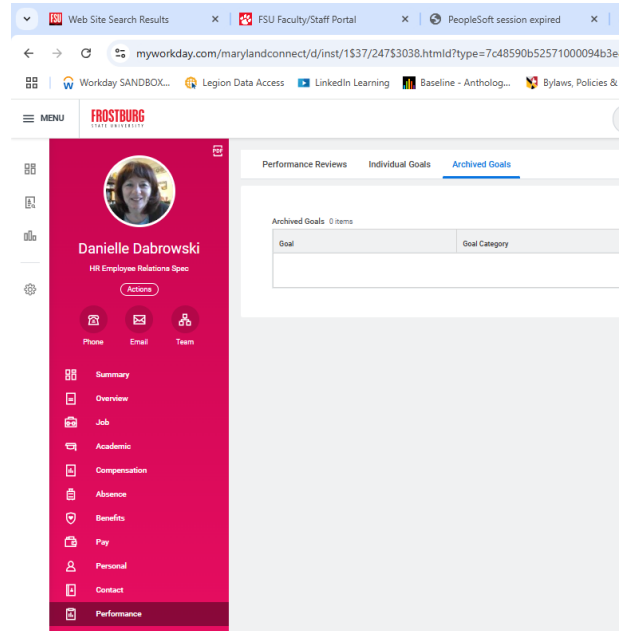 FSU Web Site Search Results
FSU Faculty/Staff Portal
PeopleSoft session expired
myworkday.com/marylandconnect/d/inst/1$37/247$3038.htmld?type=7c48590b52571000094b3e
W Workday SANDBOX... Legion Data Access LinkedIn Learning Baseline - Antholog... Bylaws, Policies &
MENU FROSTBURG
STATE UNIVERSITY
PDF
Performance Reviews Individual Goals Archived Goals
Archived Goals 0 items
Goal Goal Category
Danielle Dabrowski
HR Employee Relations Spec
Actions
Phone Email Team
Summary
Overview
Job
Academic
Compensation
Absence
Benefits
Pay
Personal
Contact
Performance